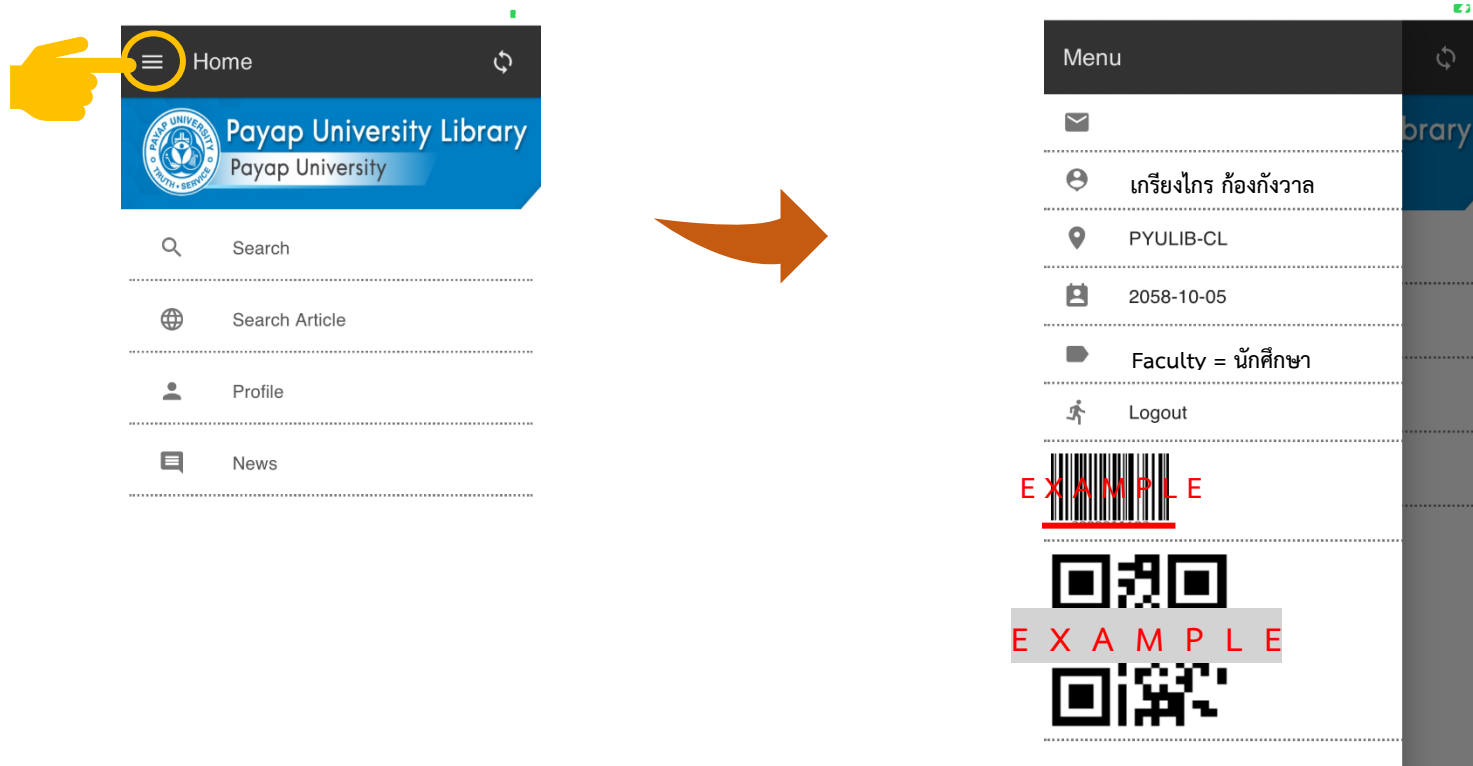 Home
PAYAP UNIVERSITY
TRUTH • SERVICE
Payap University Library
Payap University
Search
Search Article
Profile
News
Menu
brary
เกรียงไกร ก้องกังวาล
PYULIB-CL
2058-10-05
Faculty = นักศึกษา
Logout
EXAMPLE
E X A M P L E